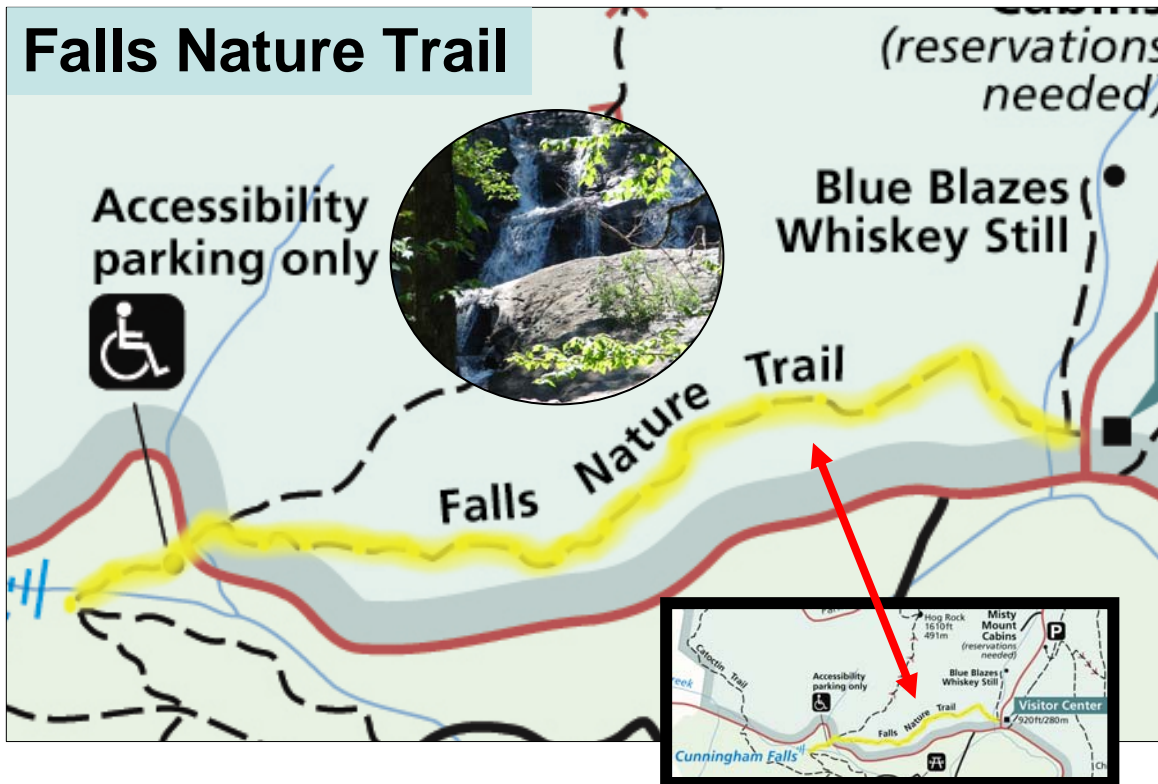 Falls Nature Trail
(reservations
needed)
Accessibility
parking only
Blue Blazes
Whiskey Still
Falls Nature Trail
Hog Rock
1610ft
491m
Misty
Mount
Cabins
(reservations
needed)
P
Catoctin Trail
Accessibility
parking only
Blue Blazes
Whiskey Still
Visitor Center
920ft/280m
Falls Nature Trail
Cunningham Falls